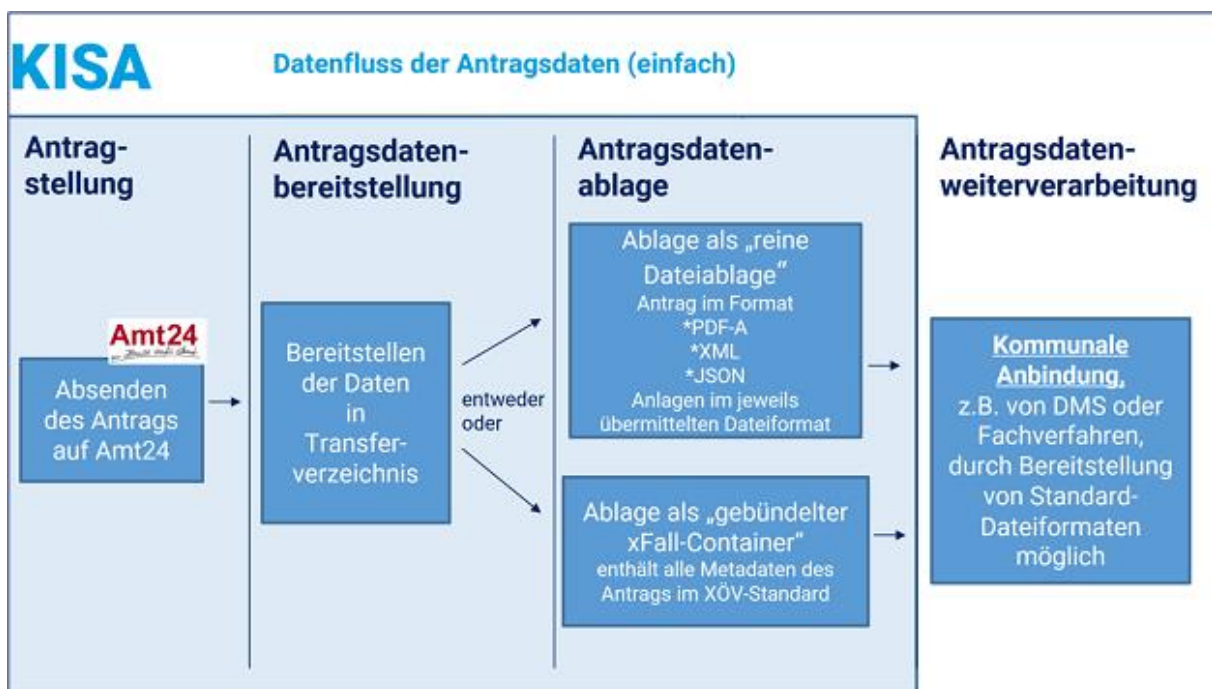 KISA
Datenfluss der Antragsdaten (einfach)
Antrag-
stellung
Amt24
Absenden
des Antrags
auf Amt24
Antragsdaten-
bereitstellung
Bereitstellen
der Daten
in
Transfer-
verzeichnis
entweder
oder
Antragsdaten-
ablage
Ablage als „reine
Dateiablage"
Antrag im Format
*PDF-A
*XML
*JSON
Anlagen im jeweils
übermittelten Dateiformat
Ablage als „gebündelter
xFall-Container"
enthält alle Metadaten des
Antrags im XÖV-Standard
Antragsdaten-
weiterverarbeitung
Kommunale
Anbindung,
z.B. von DMS oder
Fachverfahren,
durch Bereitstellung
von Standard-
Dateiformaten
möglich